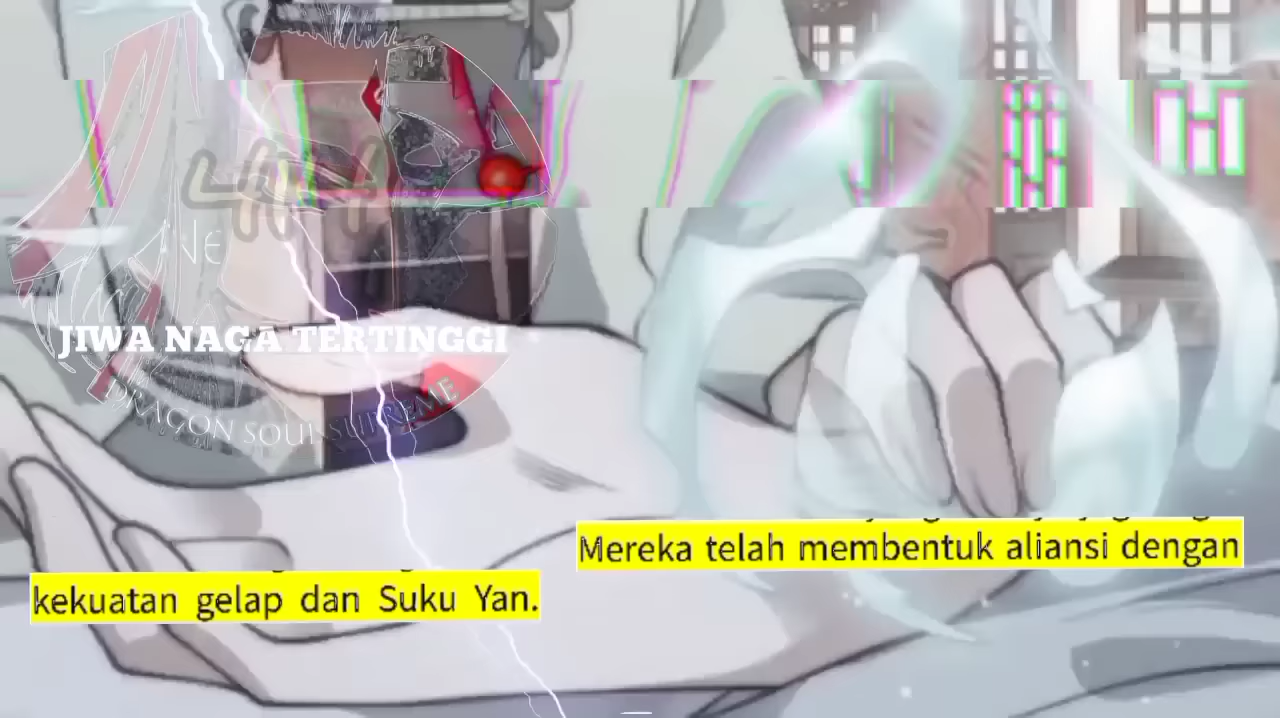 JIWA NAGA TERTINGGI
DRAGON SOUL SUPREME
Mereka telah membentuk aliansi dengan
kekuatan gelap dan Suku Yan.